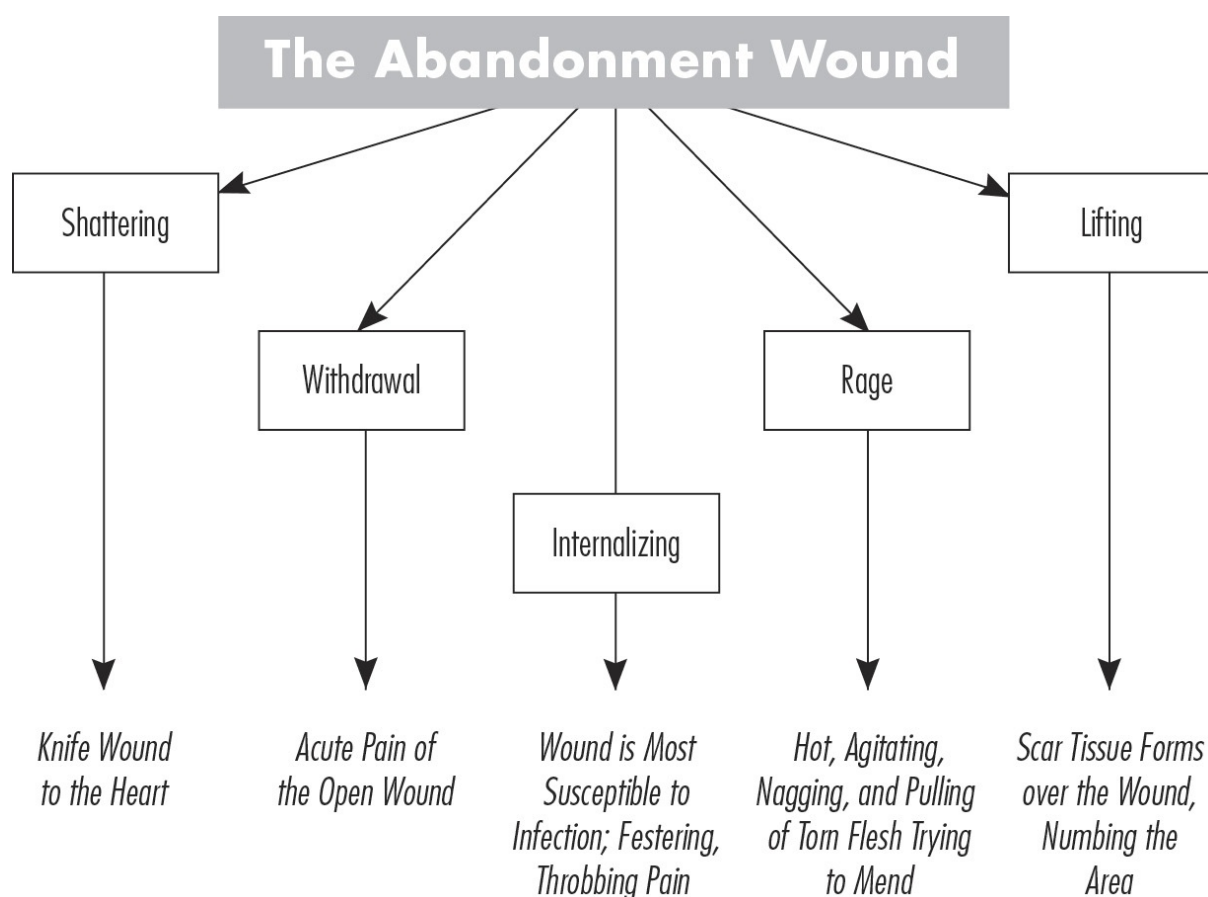 The Abandonment Wound
Shattering
Lifting
Withdrawal
Rage
Internalizing
Knife Wound
to the Heart
Acute Pain of
the Open Wound
Wound is Most
Susceptible to
Infection; Festering,
Throbbing Pain
Hot, Agitating,
Nagging, and Pulling
of Torn Flesh Trying
to Mend
Scar Tissue Forms
over the Wound,
Numbing the
Area